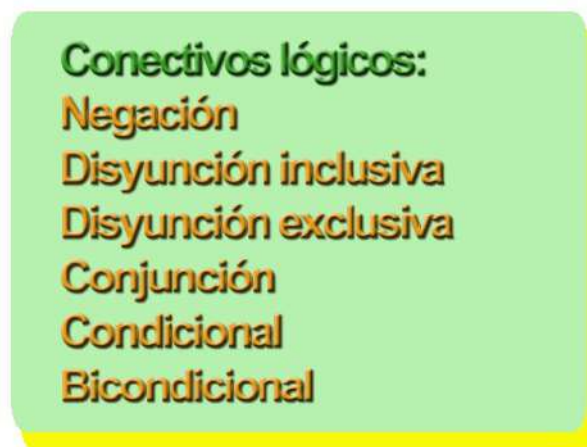 Conectivos lógicos:
Negación
Disyunción inclusiva
Disyunción exclusiva
Conjunción
Condicional
Bicondicional